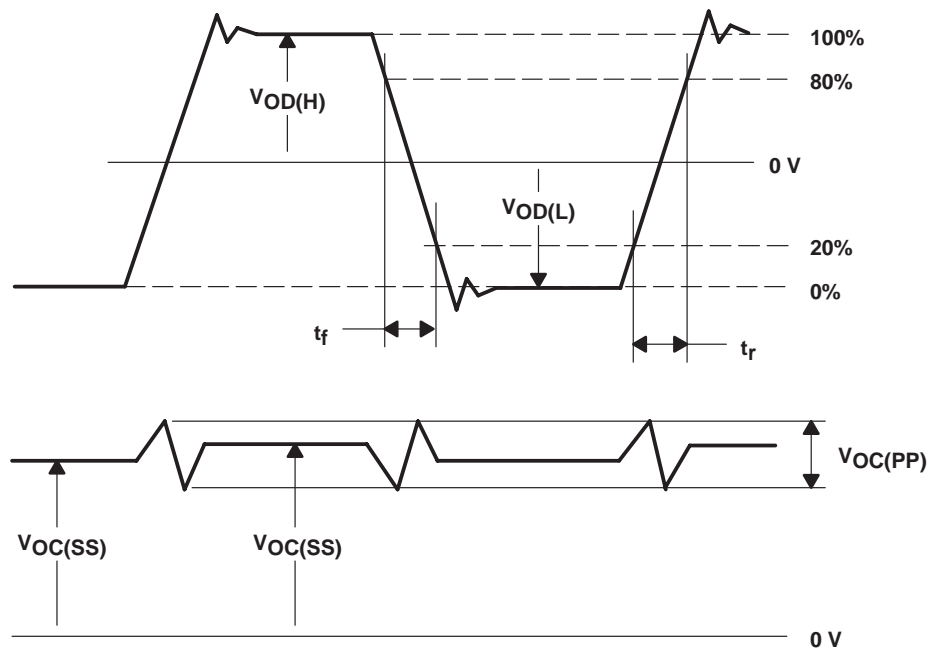 100%
80%
VOD(H)
0 V
VOD(L)
20%
0%
tf
tr
VOC(PP)
VOC(SS)
VOC(SS)
0 V